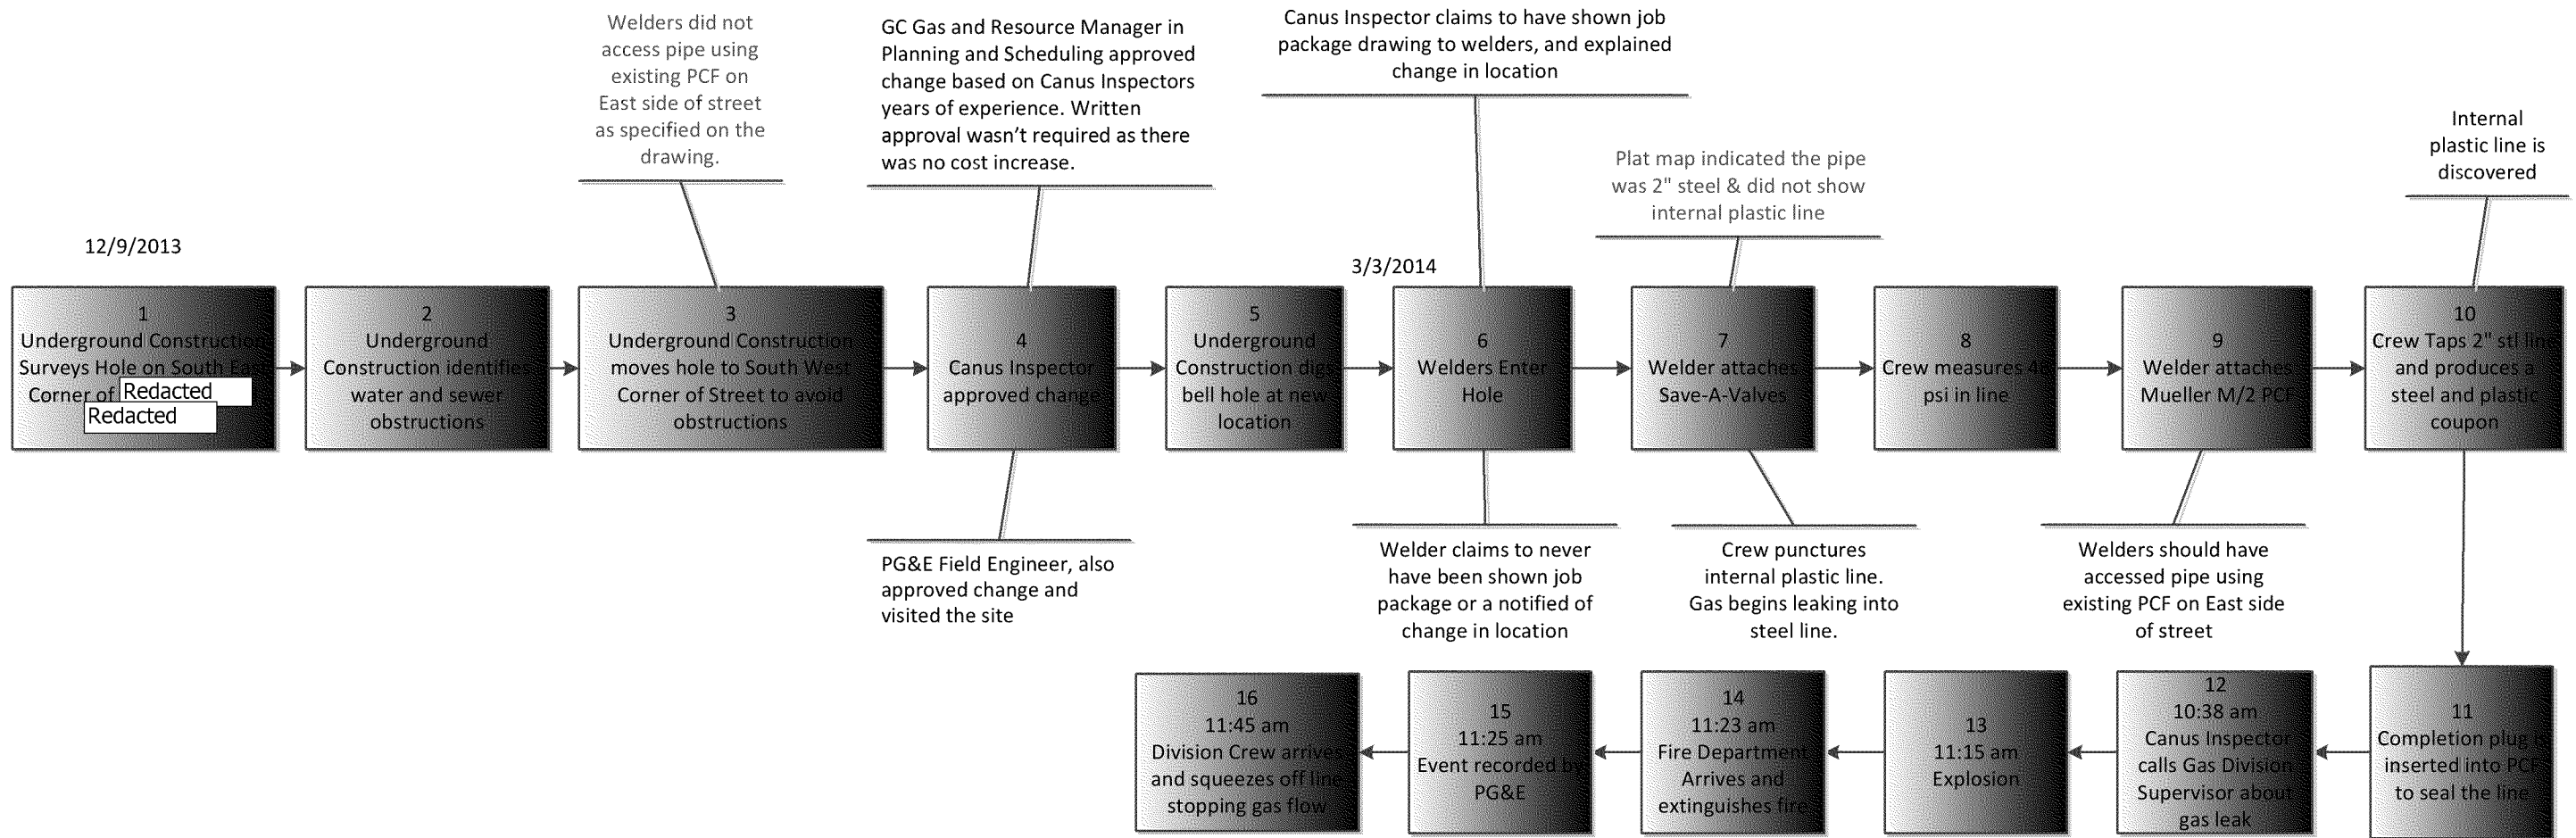 Welders did not
access pipe using
existing PCF on
East side of street
as specified on the
drawing.
GC Gas and Resource Manager in
Planning and Scheduling approved
change based on Canus Inspectors
years of experience. Written
approval wasn't required as there
was no cost increase.
Canus Inspector claims to have shown job
package drawing to welders, and explained
change in location
Plat map indicated the pipe
was 2" steel & did not show
internal plastic line
Internal
plastic line is
discovered
12/9/2013
3/3/2014
1
Underground Construction
Surveys Hole on South East
Corner of Redacted
Redacted
2
Underground
Construction identifies
water and sewer
obstructions
3
Underground Construction
moves hole to South West
Corner of Street to avoid
obstructions
4
Canus Inspector
approved change
5
Underground
Construction digs
bell hole at new
location
6
Welders Enter
Hole
7
Welder attaches
Save-A-Valves
8
Crew measures
psi in line
9
Welder attaches
Mueller M/2 PCF
10
Crew Taps 2" stl line
and produces a
steel and plastic
coupon
PG&E Field Engineer, also
approved change and
visited the site
Welder claims to never
have been shown job
package or a notified of
change in location
Crew punctures
internal plastic line.
Gas begins leaking into
steel line.
Welders should have
accessed pipe using
existing PCF on East side
of street
11
Completion plug is
inserted into PCF
to seal the line
12
10:38 am
Canus Inspector
calls Gas Division
Supervisor about
gas leak
13
11:15 am
Explosion
14
11:23 am
Fire Department
Arrives and
extinguishes fire
15
11:25 am
Event recorded by
PG&E
16
11:45 am
Division Crew arrives
and squeezes off line
stopping gas flow